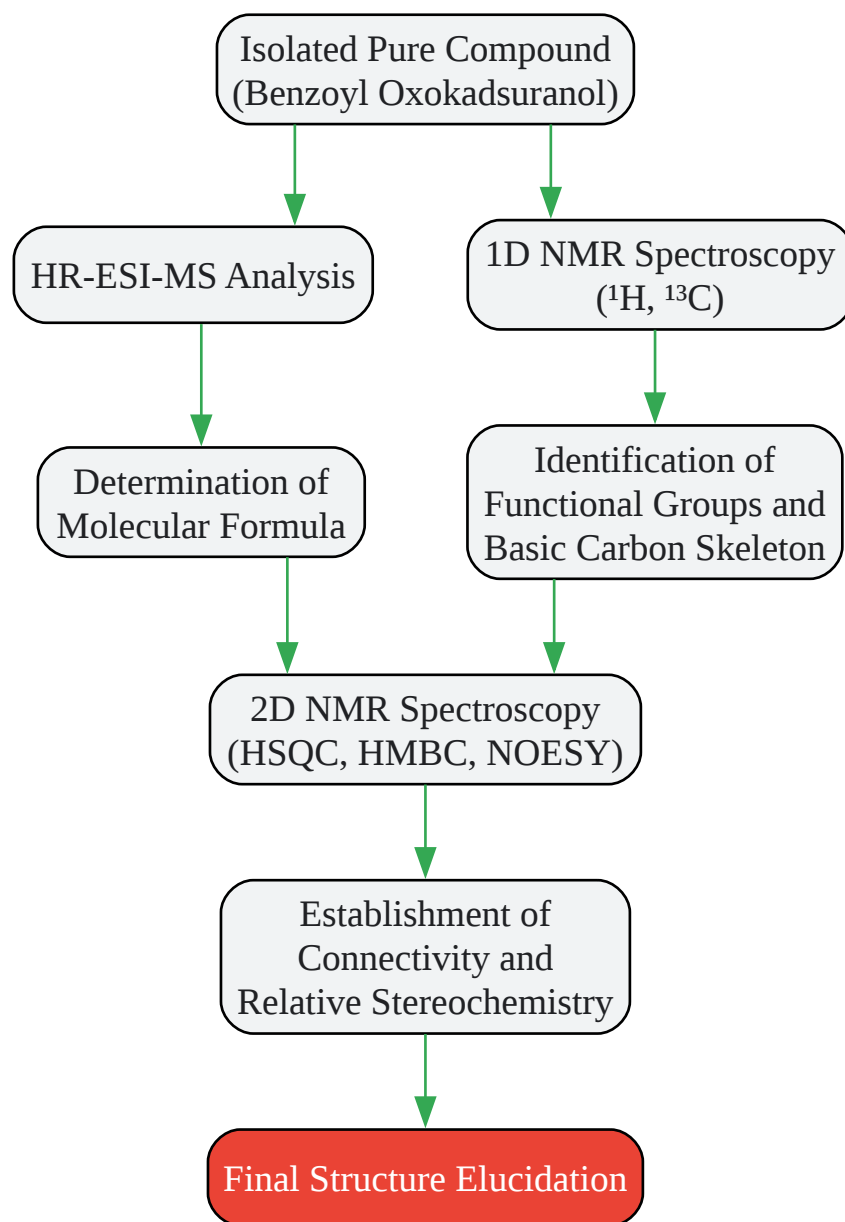 Isolated Pure Compound
(Benzoyl Oxokadsuranol)
HR-ESI-MS Analysis
1D NMR Spectroscopy
(¹H, ¹³C)
Determination of
Molecular Formula
Identification of
Functional Groups and
Basic Carbon Skeleton
2D NMR Spectroscopy
(HSQC, HMBC, NOESY)
Establishment of
Connectivity and
Relative Stereochemistry
Final Structure Elucidation